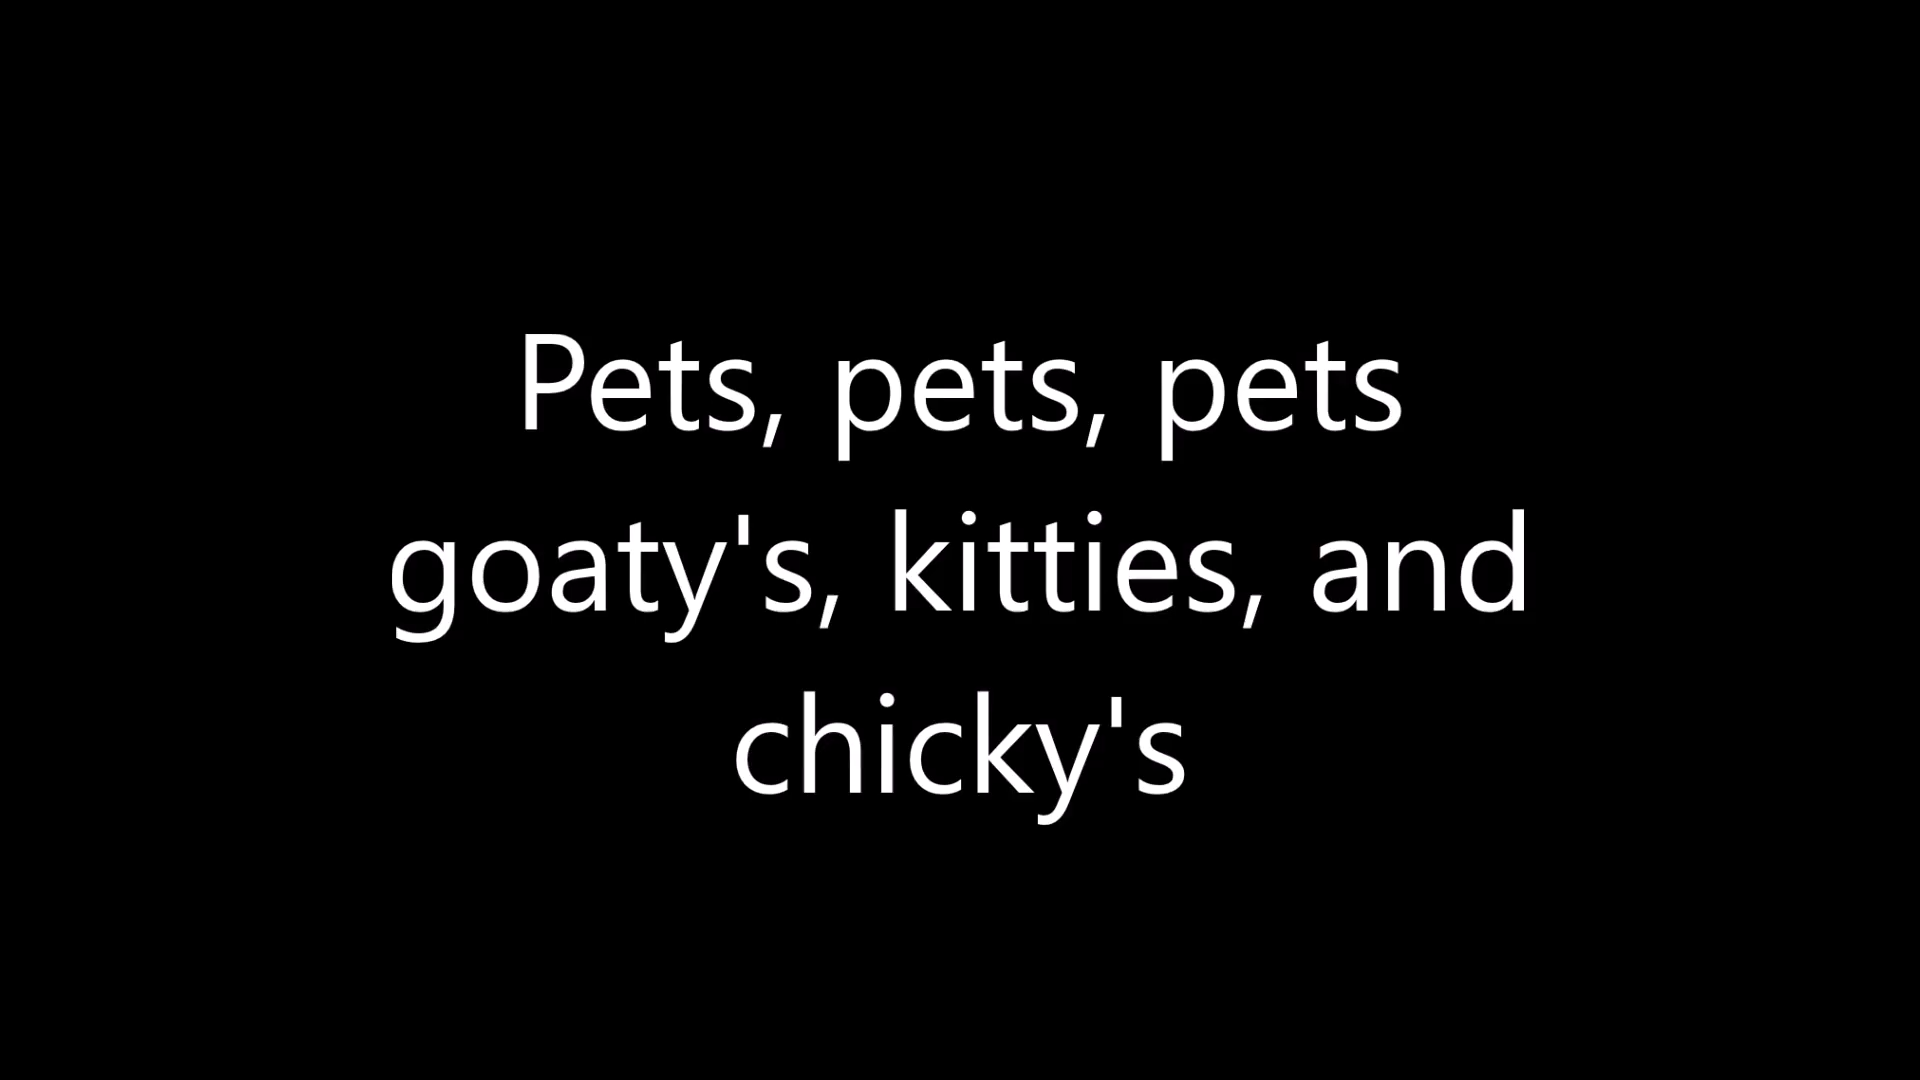 Pets, pets, pets
goaty's, kitties, and
chicky's